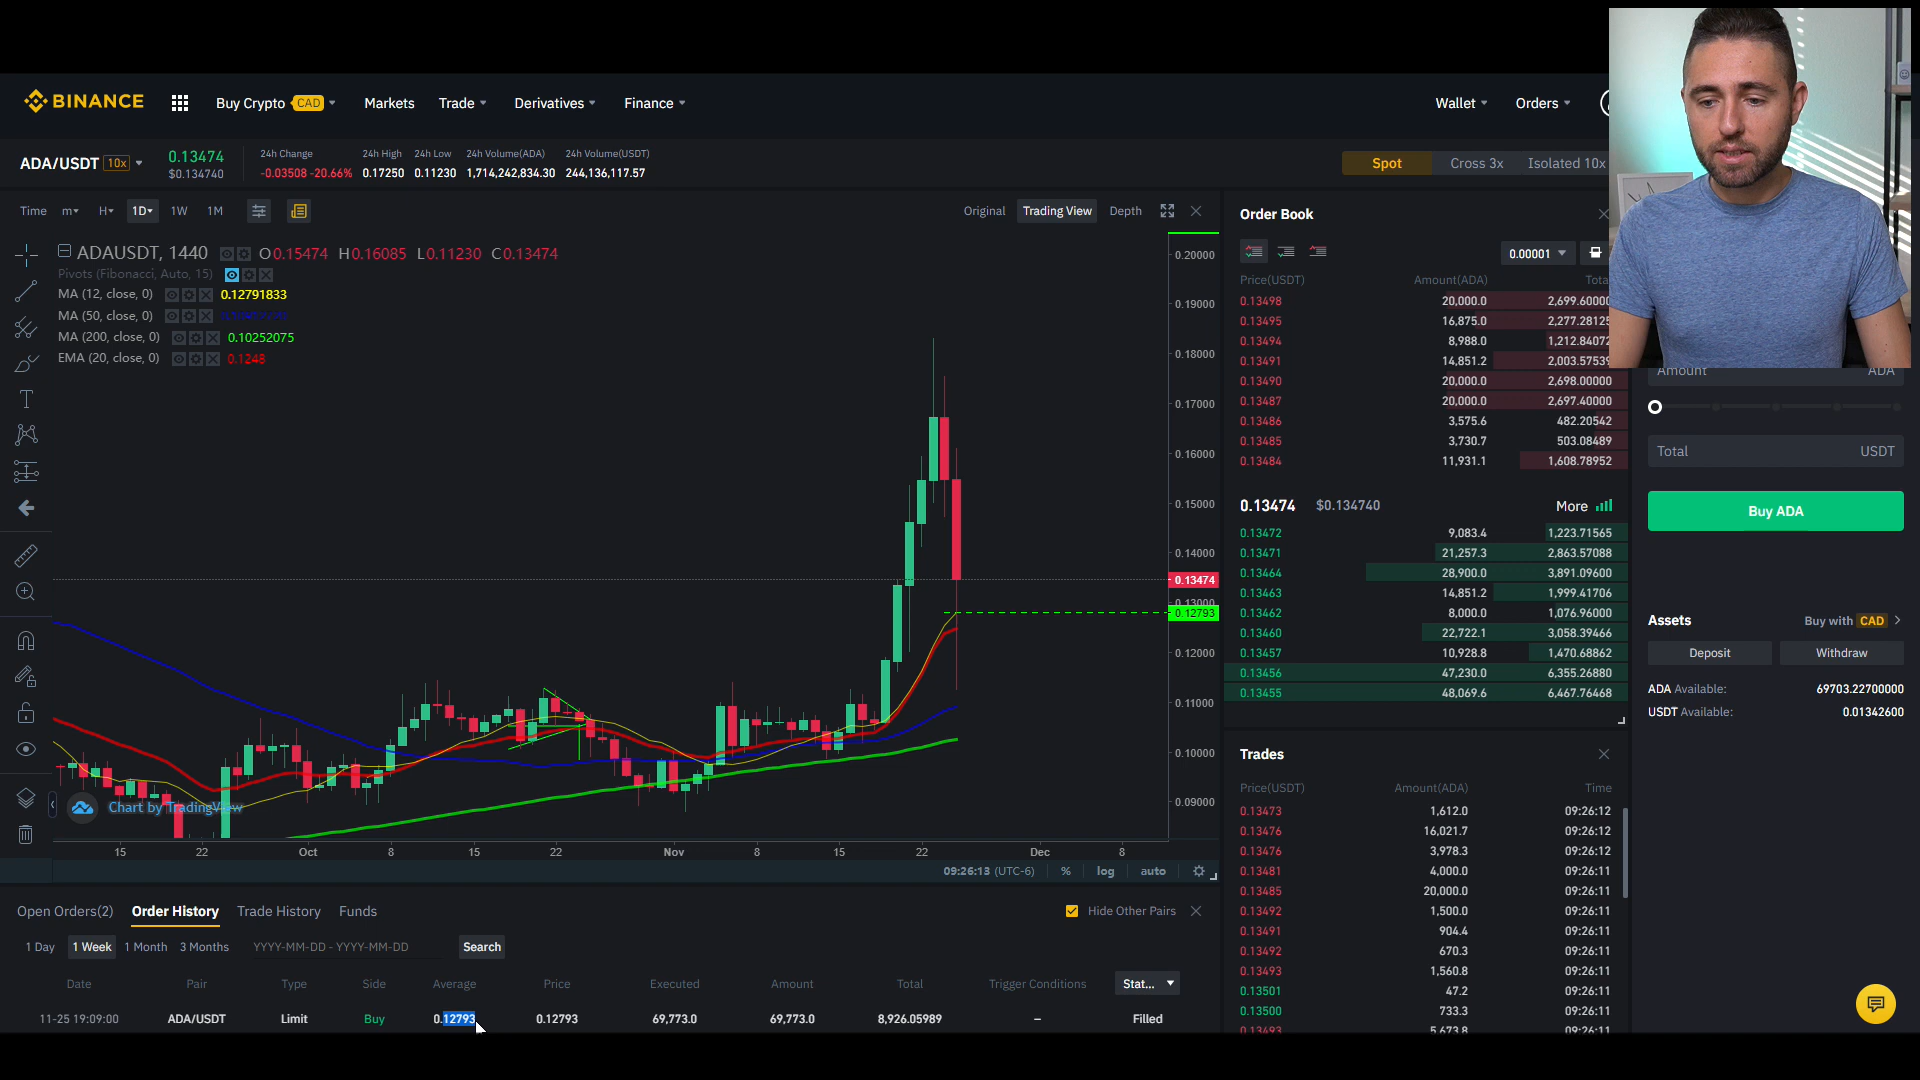 BINANCE
Buy Crypto CAD
Markets
Trade
Derivatives
Finance
Wallet
Orders
ADA/USDT 10x
0.13474
$0.134740
24h Change
-0.03508 -20.66%
24h High
0.17250
24h Low
0.11230
24h Volume(ADA)
1,714,242,834.30
24h Volume(USDT)
244,136,117.57
Spot
Cross 3x
Isolated 10x
Time m H 1D 1W 1M
Original
Trading View
Depth
ADAUSDT, 1440 O0.15474 H0.16085 L0.11230 C0.13474
Pivots (Fibonacci, Auto, 15)
MA (12, close, 0) 0.12791833
MA (50, close, 0)
MA (200, close, 0) 0.10252075
EMA (20, close, 0) 0.1248
0.20000
0.19000
0.18000
0.17000
0.16000
0.15000
0.14000
0.13474
0.13000
0.12793
0.12000
0.11000
0.10000
0.09000
Chart by TradingView
15 22 Oct 8 15 22 Nov 8 15 22 Dec 8
09:26:13 (UTC-6) % log auto
Order Book
0.00001
Price(USDT) Amount(ADA) Total
0.13498 20,000.0 2,699.60000
0.13495 16,875.0 2,277.28125
0.13494 8,988.0 1,212.84072
0.13491 14,851.2 2,003.57539
0.13490 20,000.0 2,698.00000
0.13487 20,000.0 2,697.40000
0.13486 3,575.6 482.20542
0.13485 3,730.7 503.08489
0.13484 11,931.1 1,608.78952
0.13474 $0.134740 More
0.13472 9,083.4 1,223.71565
0.13471 21,257.3 2,863.57088
0.13464 28,900.0 3,891.09600
0.13463 14,851.2 1,999.41706
0.13462 8,000.0 1,076.96000
0.13460 22,722.1 3,058.39466
0.13457 10,928.8 1,470.68862
0.13456 47,230.0 6,355.26880
0.13455 48,069.6 6,467.76468
Trades
Price(USDT) Amount(ADA) Time
0.13473 1,612.0 09:26:12
0.13476 16,021.7 09:26:12
0.13476 3,978.3 09:26:12
0.13481 4,000.0 09:26:11
0.13485 20,000.0 09:26:11
0.13492 1,500.0 09:26:11
0.13491 904.4 09:26:11
0.13492 670.3 09:26:11
0.13493 1,560.8 09:26:11
0.13501 47.2 09:26:11
0.13500 733.3 09:26:11
0.13493 5,673.8 09:26:11
Amount ADA
Total USDT
Buy ADA
Assets
Buy with CAD
Deposit
Withdraw
ADA Available: 69703.22700000
USDT Available: 0.01342600
Open Orders(2)
Order History
Trade History
Funds
Hide Other Pairs
1 Day 1 Week 1 Month 3 Months YYYY-MM-DD - YYYY-MM-DD Search
Date Pair Type Side Average Price Executed Amount Total Trigger Conditions Stat...
11-25 19:09:00 ADA/USDT Limit Buy 0.12793 0.12793 69,773.0 69,773.0 8,926.05989 – Filled